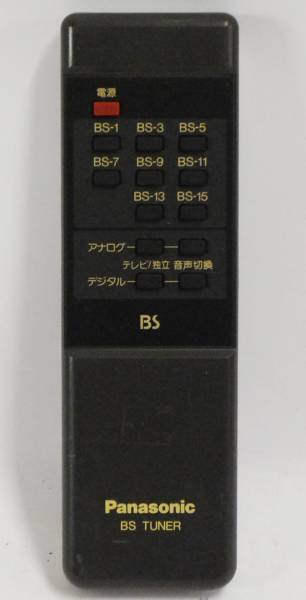 電源
BS-1 BS-3 BS-5
BS-7 BS-9 BS-11
BS-13 BS-15
アナログ
テレビ/独立 音声切換
デジタル
BS
Panasonic
BS TUNER